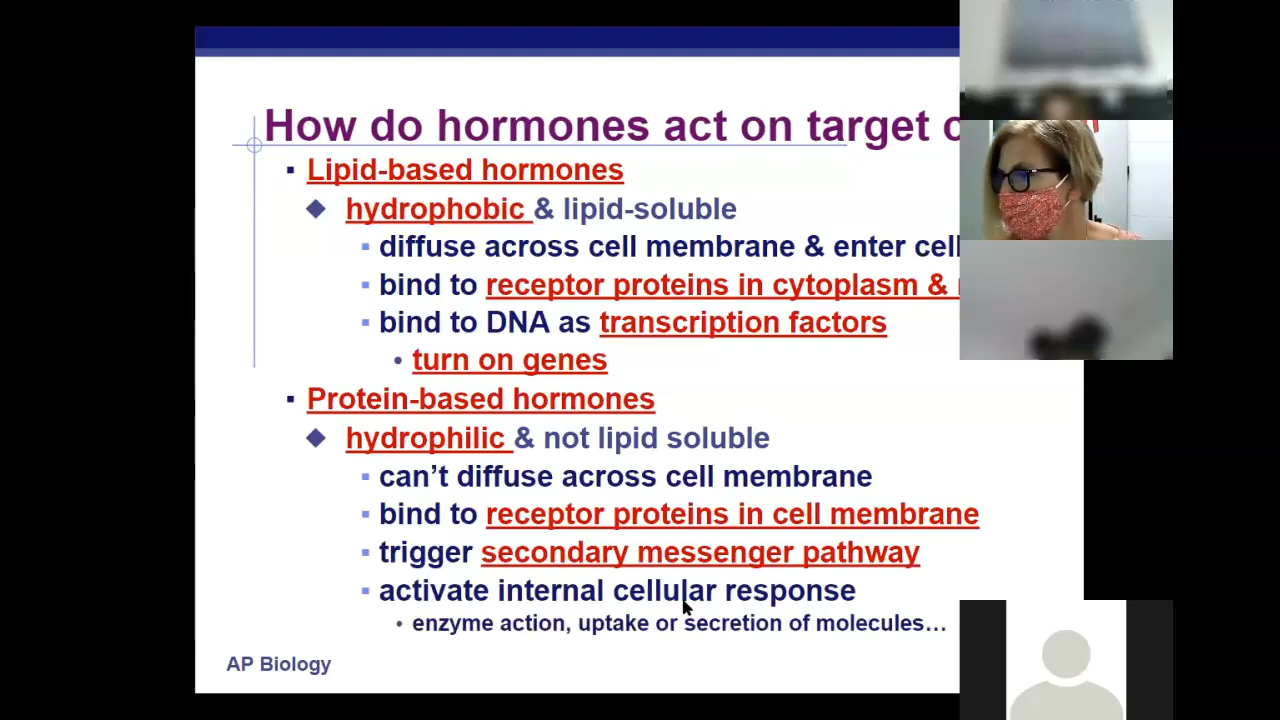 How do hormones act on target
Lipid-based hormones
hydrophobic & lipid-soluble
diffuse across cell membrane & enter
bind to receptor proteins in cytoplasm &
bind to DNA as transcription factors
turn on genes
Protein-based hormones
hydrophilic & not lipid soluble
can’t diffuse across cell membrane
bind to receptor proteins in cell membrane
trigger secondary messenger pathway
activate internal cellular response
enzyme action, uptake or secretion of molecules…
AP Biology